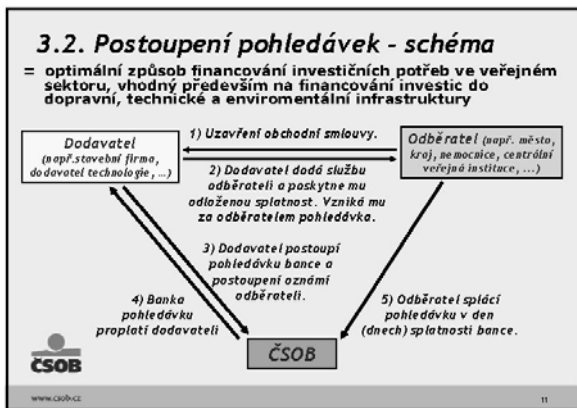 3.2. Postoupení pohledávek - schéma
= optimální způsob financování investičních potřeb ve veřejném
sektoru, vhodný především na financování investic do
dopravní, technické a enviromentální infrastruktury
Dodavatel
(např.stavební firma,
dodavatel technologie, ...)
1) Uzavření obchodní smlouvy.
Odběratel (např. město,
kraj, nemocnice, centrální
veřejná instituce, ...)
2) Dodavatel dodá službu
odběrateli a poskytne mu
odloženou splatnost. Vzniká mu
za odběratelem pohledávka.
3) Dodavatel postoupí
pohledávku bance a
postoupení oznámí
odběrateli.
4) Banka
pohledávku
proplatí dodavateli
5) Odběratel splácí
pohledávku v den
(dnech) splatnosti bance.
ČSOB
ČSOB
www.csob.cz
11